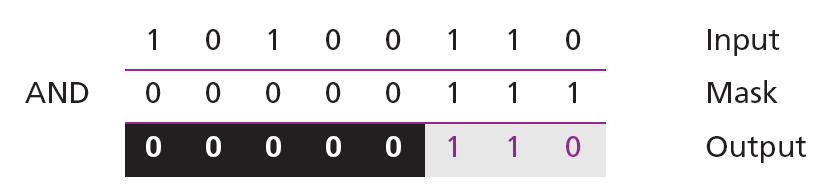 1 0 1 0 0 1 1 0 Input
AND 0 0 0 0 0 1 1 1 Mask
0 0 0 0 0 1 1 0 Output